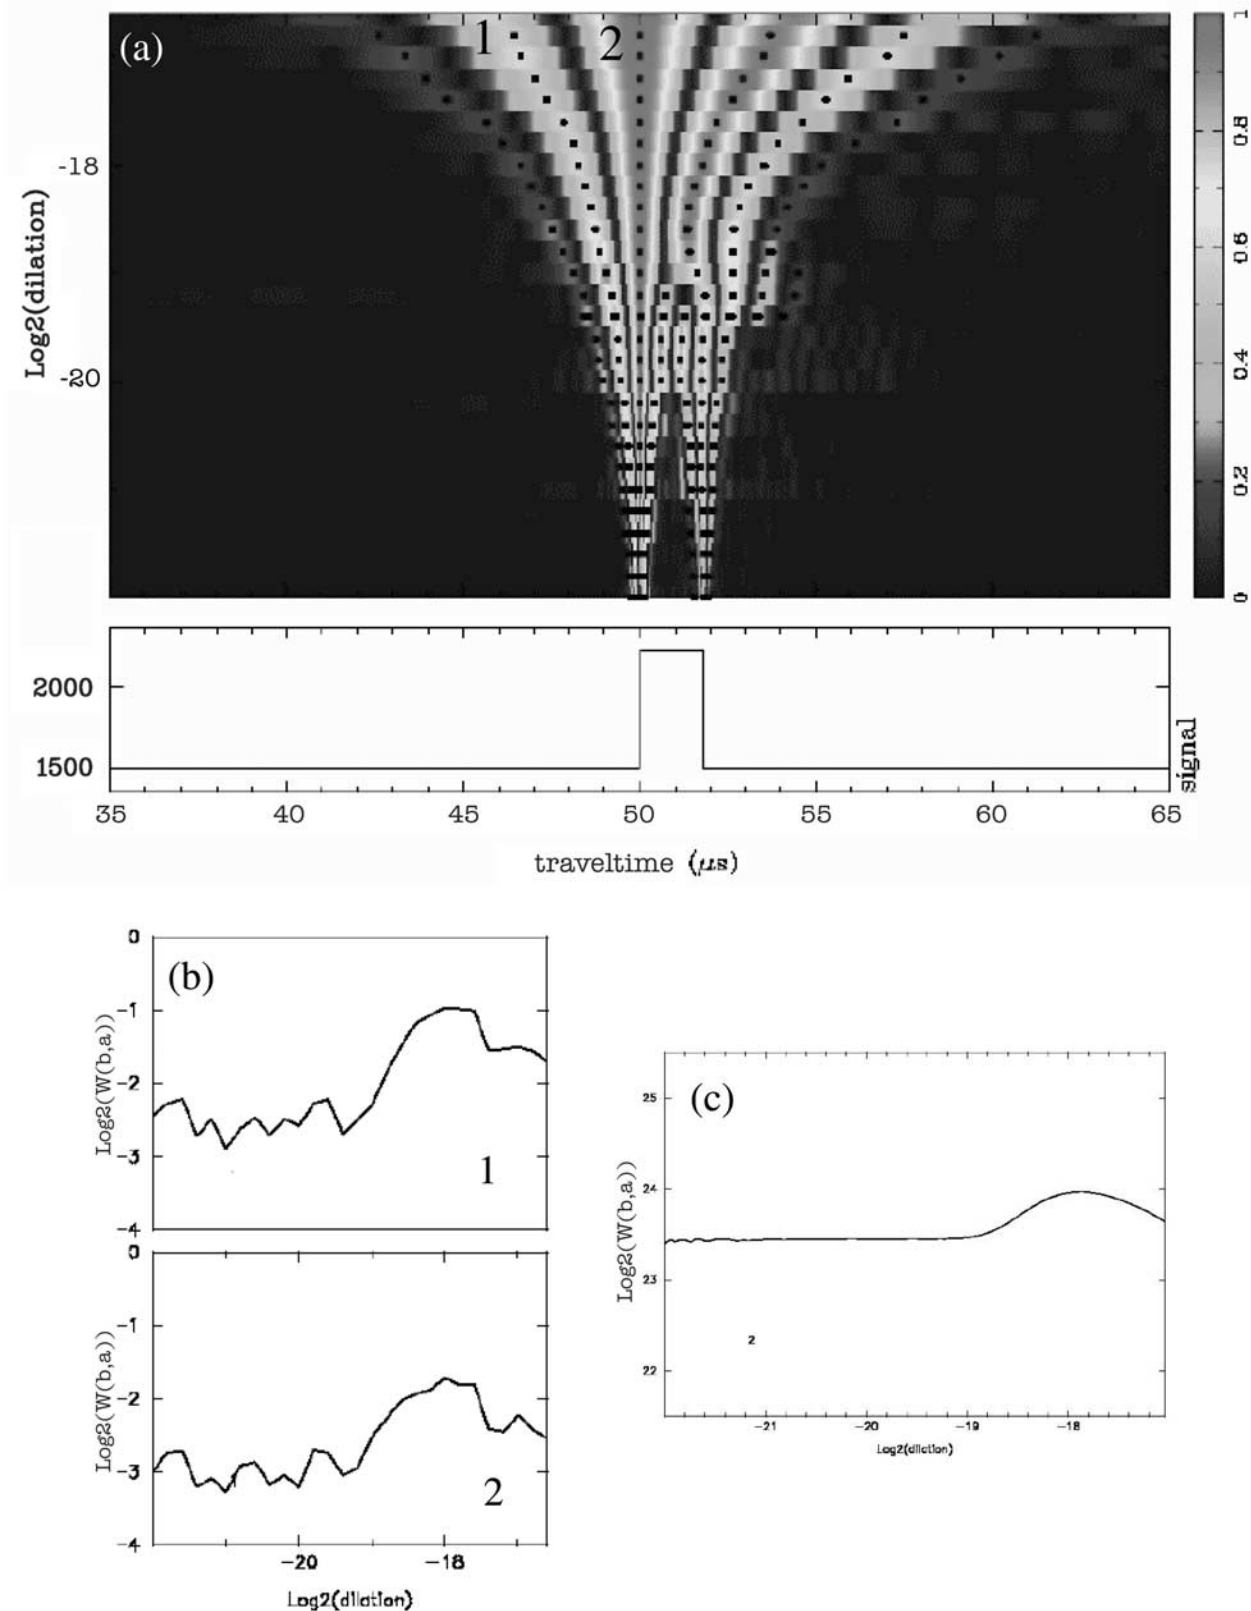 (a)
1
2
1
0.8
0.6
0.4
0.2
0
-18
-20
Log2(dilation)
2000
1500
signal
35 40 45 50 55 60 65
traveltime (μs)
(b)
0
-1
-2
-3
-4
Log2(W(b,a))
1
0
-1
-2
-3
-4
Log2(W(b,a))
2
-20 -18
Log2(dilation)
(c)
25
24
23
22
Log2(W(b,a))
2
-21 -20 -19 -18
Log2(dilation)